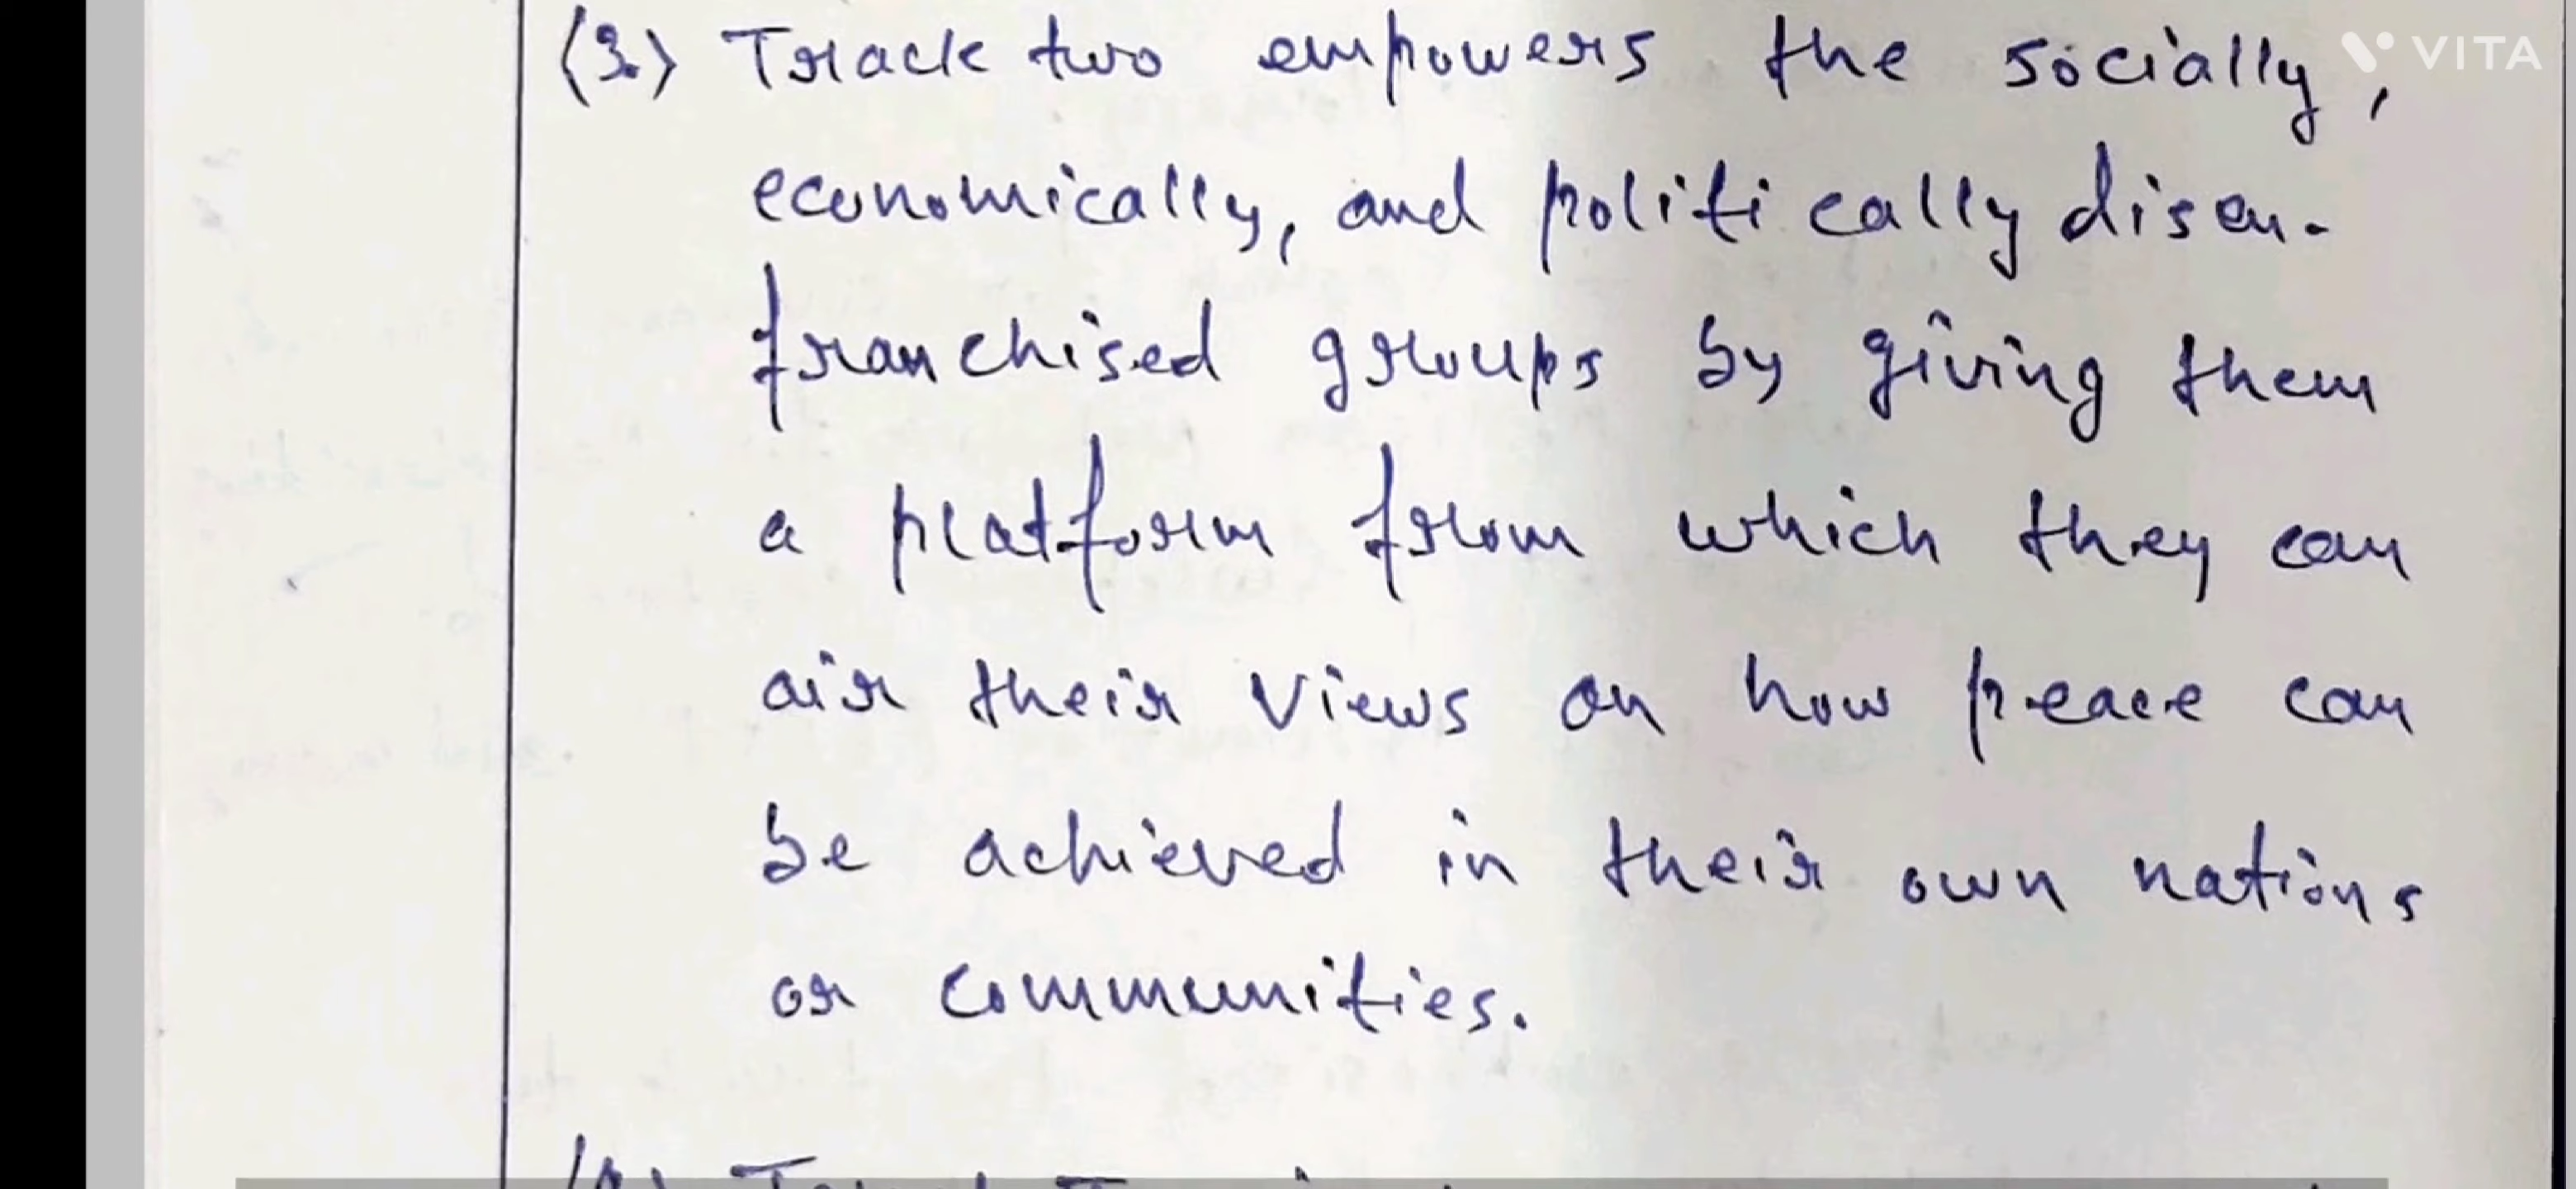 VITA
(3.) Track two empowers the socially,
economically, and politically disen-
franchised groups by giving them
a platform from which they can
air their views on how peace can
be achieved in their own nations
or communities.